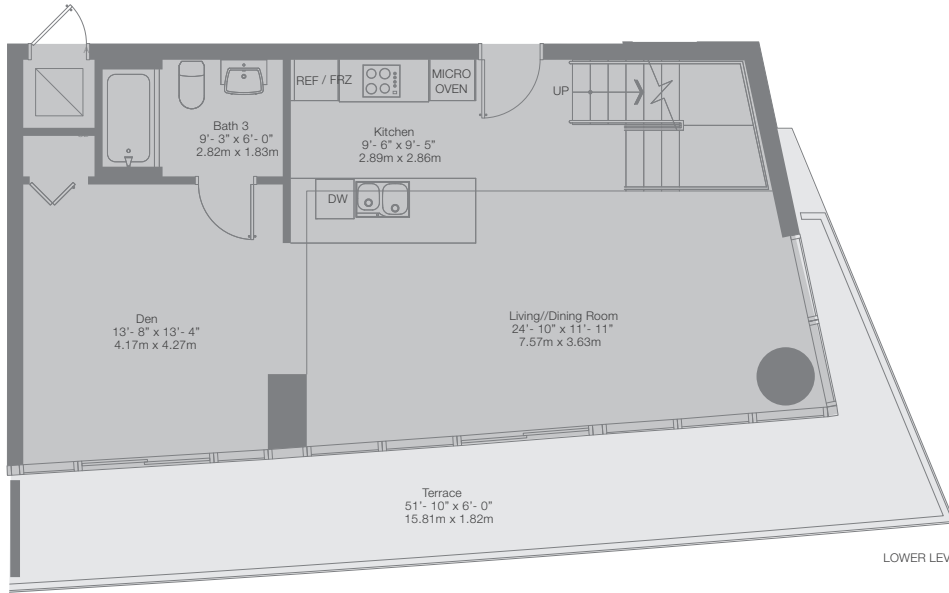 REF / FRZ
MICRO
OVEN
UP
Bath 3
9'- 3" x 6'- 0"
2.82m x 1.83m
Kitchen
9'- 6" x 9'- 5"
2.89m x 2.86m
DW
Den
13'- 8" x 13'- 4"
4.17m x 4.27m
Living//Dining Room
24'- 10" x 11'- 11"
7.57m x 3.63m
Terrace
51'- 10" x 6'- 0"
15.81m x 1.82m
LOWER LEV